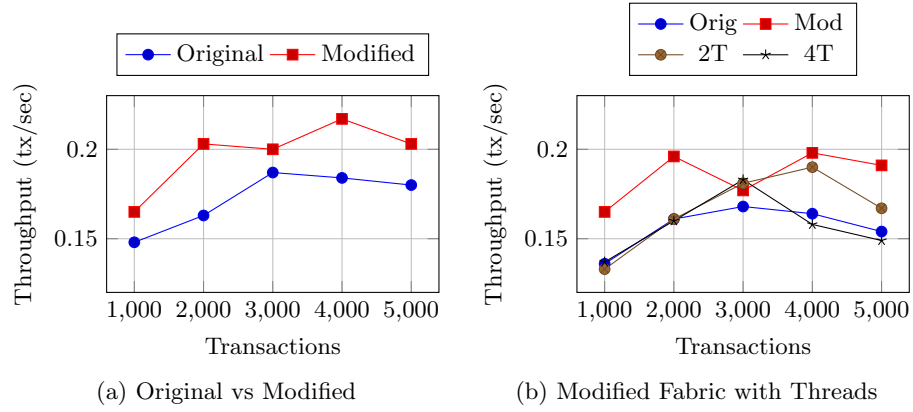 Original Modified
0.15
0.2
1,000 2,000 3,000 4,000 5,000
Transactions
Throughput (tx/sec)
(a) Original vs Modified
Orig Mod
2T 4T
0.15
0.2
1,000 2,000 3,000 4,000 5,000
Transactions
Throughput (tx/sec)
(b) Modified Fabric with Threads